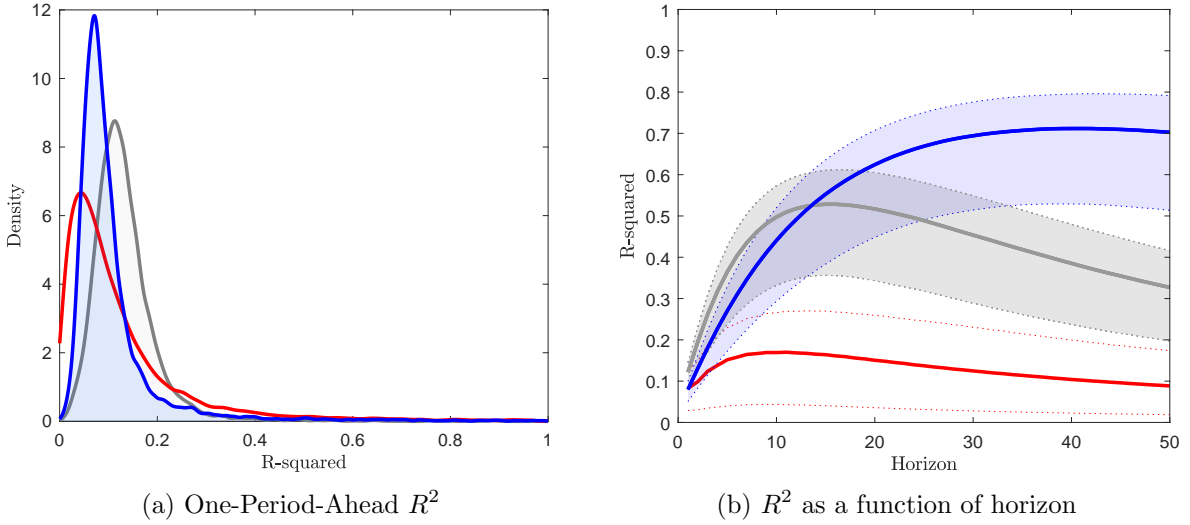 12
10
8
6
4
2
0
Density
0 0.2 0.4 0.6 0.8 1
R-squared
(a) One-Period-Ahead R²
1
0.9
0.8
0.7
0.6
0.5
0.4
0.3
0.2
0.1
0
R-squared
0 10 20 30 40 50
Horizon
(b) R² as a function of horizon